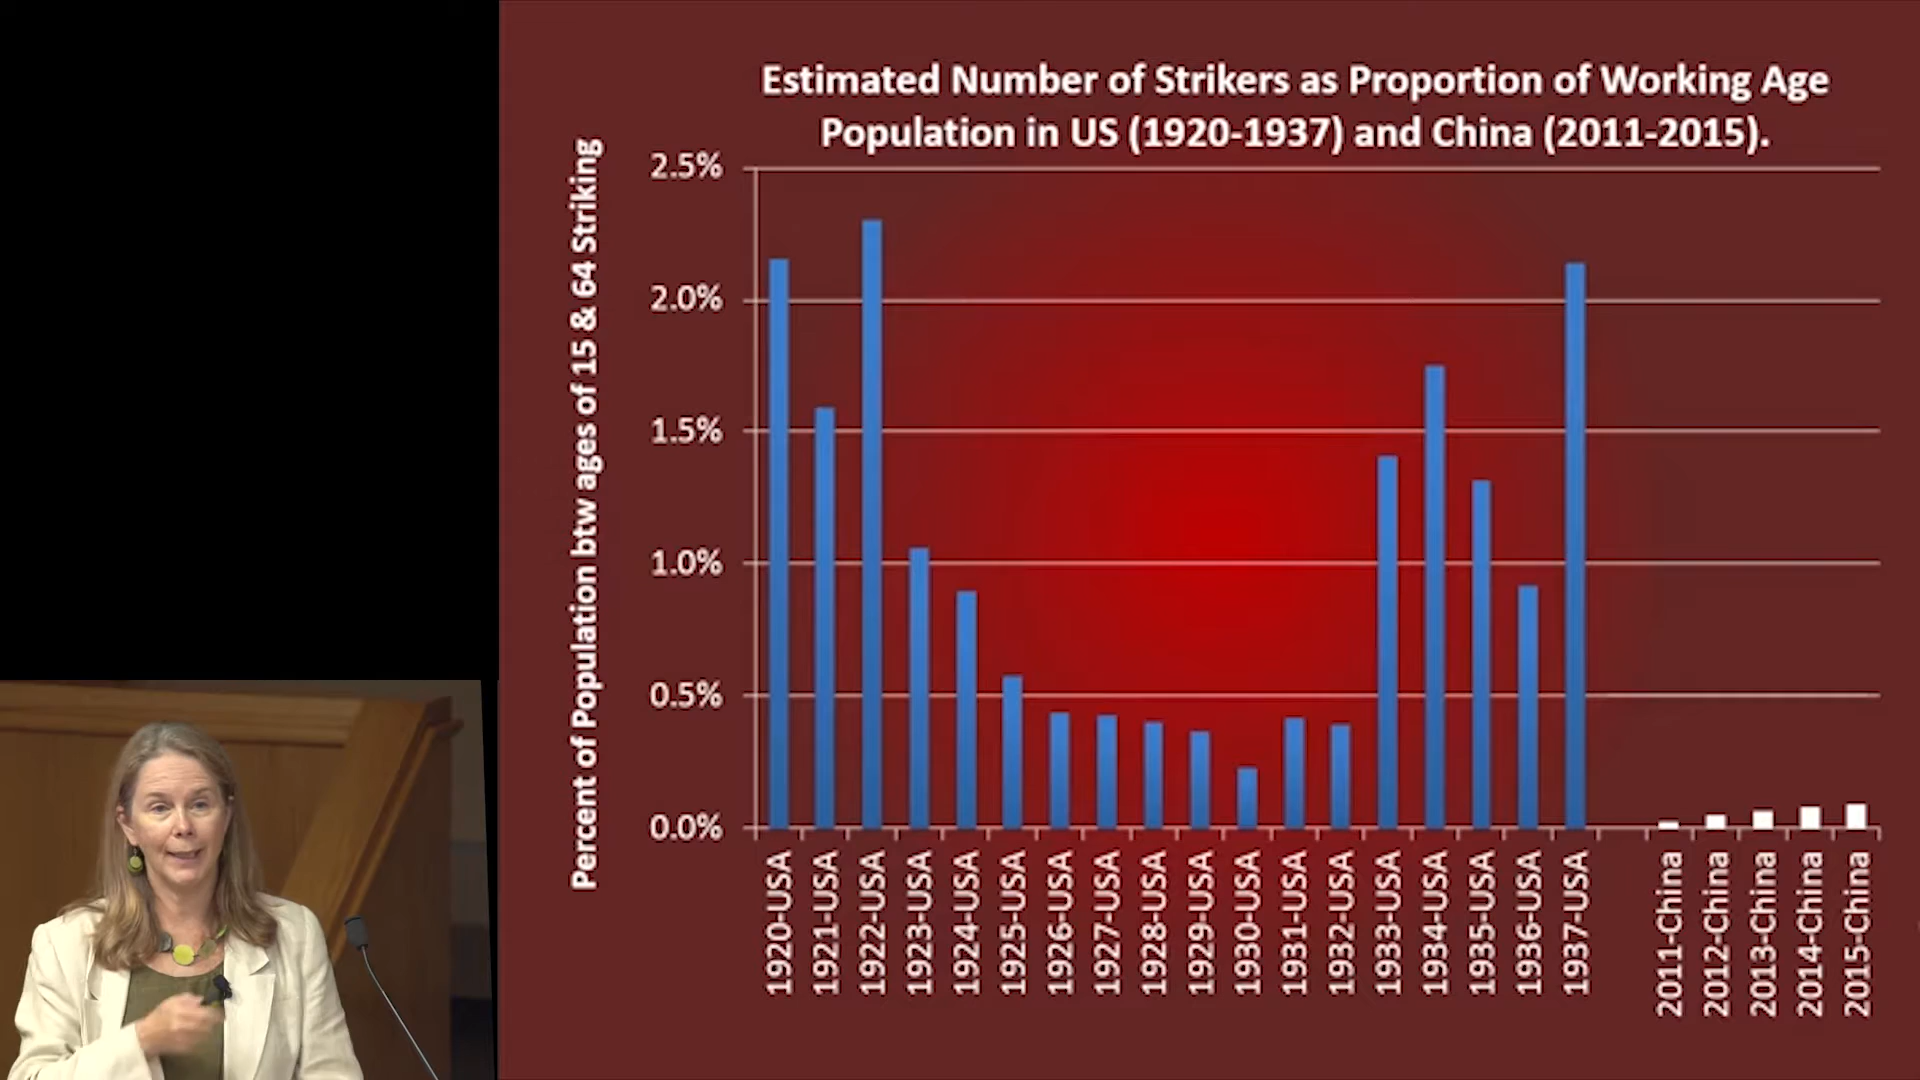 Estimated Number of Strikers as Proportion of Working Age
Population in US (1920-1937) and China (2011-2015).
Percent of Population btw ages of 15 & 64 Striking
2.5%
2.0%
1.5%
1.0%
0.5%
0.0%
1920-USA
1921-USA
1922-USA
1923-USA
1924-USA
1925-USA
1926-USA
1927-USA
1928-USA
1929-USA
1930-USA
1931-USA
1932-USA
1933-USA
1934-USA
1935-USA
1936-USA
1937-USA
2011-China
2012-China
2013-China
2014-China
2015-China